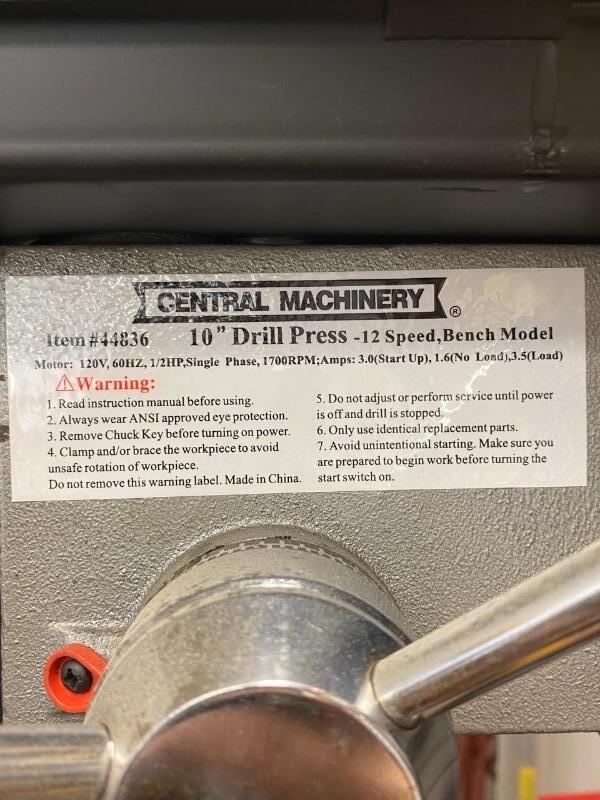 CENTRAL MACHINERY ®
Item #44836 10" Drill Press -12 Speed,Bench Model
Motor: 120V, 60HZ, 1/2HP,Single Phase, 1700RPM;Amps: 3.0(Start Up), 1.6(No Load),3.5(Load)
⚠Warning:
1. Read instruction manual before using.
2. Always wear ANSI approved eye protection.
3. Remove Chuck Key before turning on power.
4. Clamp and/or brace the workpiece to avoid
unsafe rotation of workpiece.
Do not remove this warning label. Made in China.
5. Do not adjust or perform service until power
is off and drill is stopped.
6. Only use identical replacement parts.
7. Avoid unintentional starting. Make sure you
are prepared to begin work before turning the
start switch on.